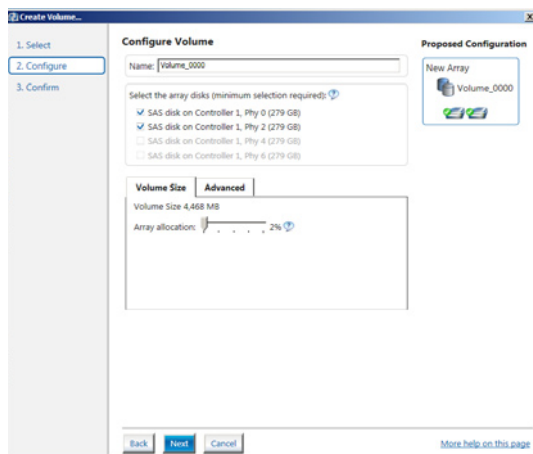 Create Volume...
X
1. Select
2. Configure
3. Confirm
Configure Volume
Name: Volume_0000
Select the array disks (minimum selection required): ?
SAS disk on Controller 1, Phy 0 (279 GB)
SAS disk on Controller 1, Phy 2 (279 GB)
SAS disk on Controller 1, Phy 4 (279 GB)
SAS disk on Controller 1, Phy 6 (279 GB)
Volume Size Advanced
Volume Size 4,468 MB
Array allocation: 2% ?
Proposed Configuration
New Array
Volume_0000
Back Next Cancel
More help on this page